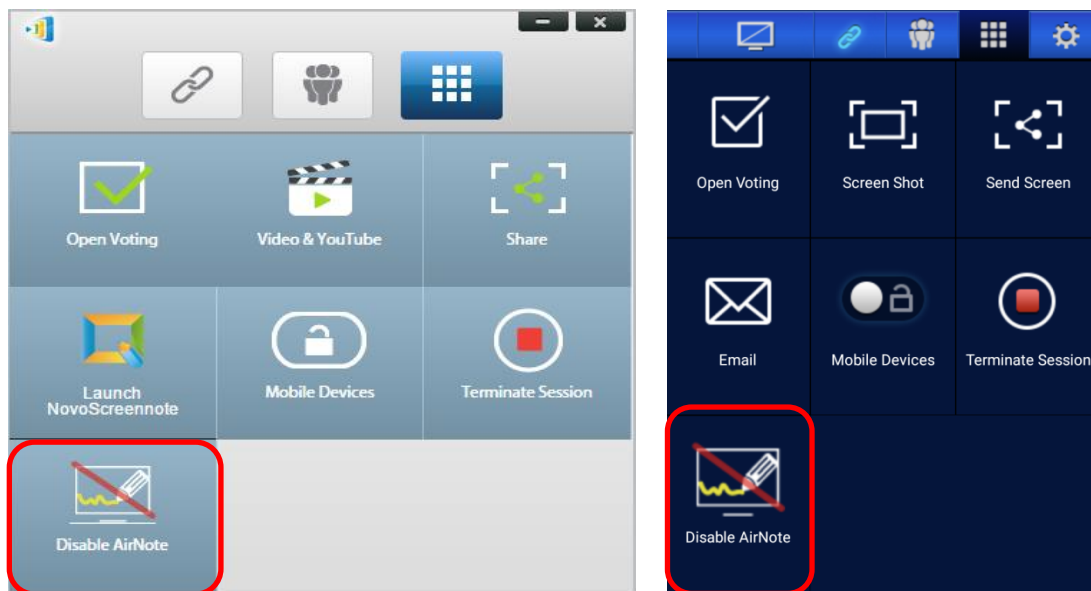 Open Voting
Video & YouTube
Share
Launch
NovoScreennote
Mobile Devices
Terminate Session
Disable AirNote
Open Voting
Screen Shot
Send Screen
Email
Mobile Devices
Terminate Session
Disable AirNote